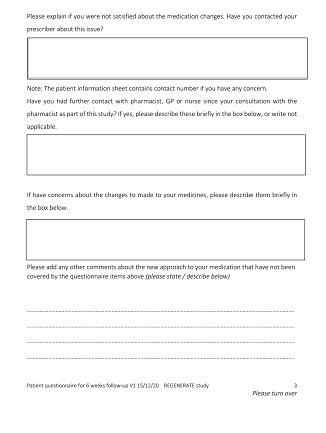 Please explain if you were not satisfied about the medication changes. Have you contacted your
prescriber about this issue?
Note: The patient information sheet contains contact number if you have any concern.
Have you had further contact with pharmacist, GP or nurse since your consultation with the
pharmacist as part of this study? If yes, please describe these briefly in the box below, or write not
applicable.
If have concerns about the changes to made to your medicines, please describe them briefly in
the box below.
Please add any other comments about the new approach to your medication that have not been
covered by the questionnaire items above (please state / describe below)
Patient questionnaire for 6 weeks follow-up V1 15/12/20 REGENERATE study 3
Please turn over